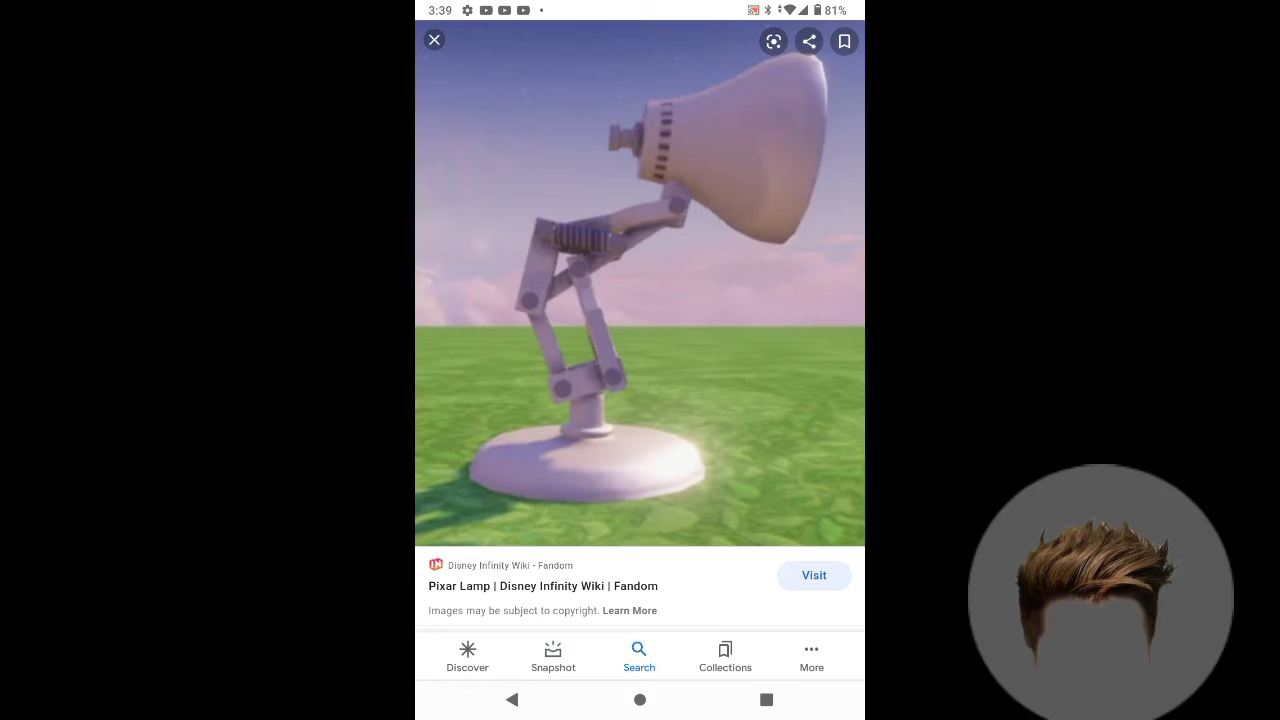 3:39
81%
Disney Infinity Wiki - Fandom
Pixar Lamp | Disney Infinity Wiki | Fandom
Visit
Images may be subject to copyright. Learn More
Discover Snapshot Search Collections More